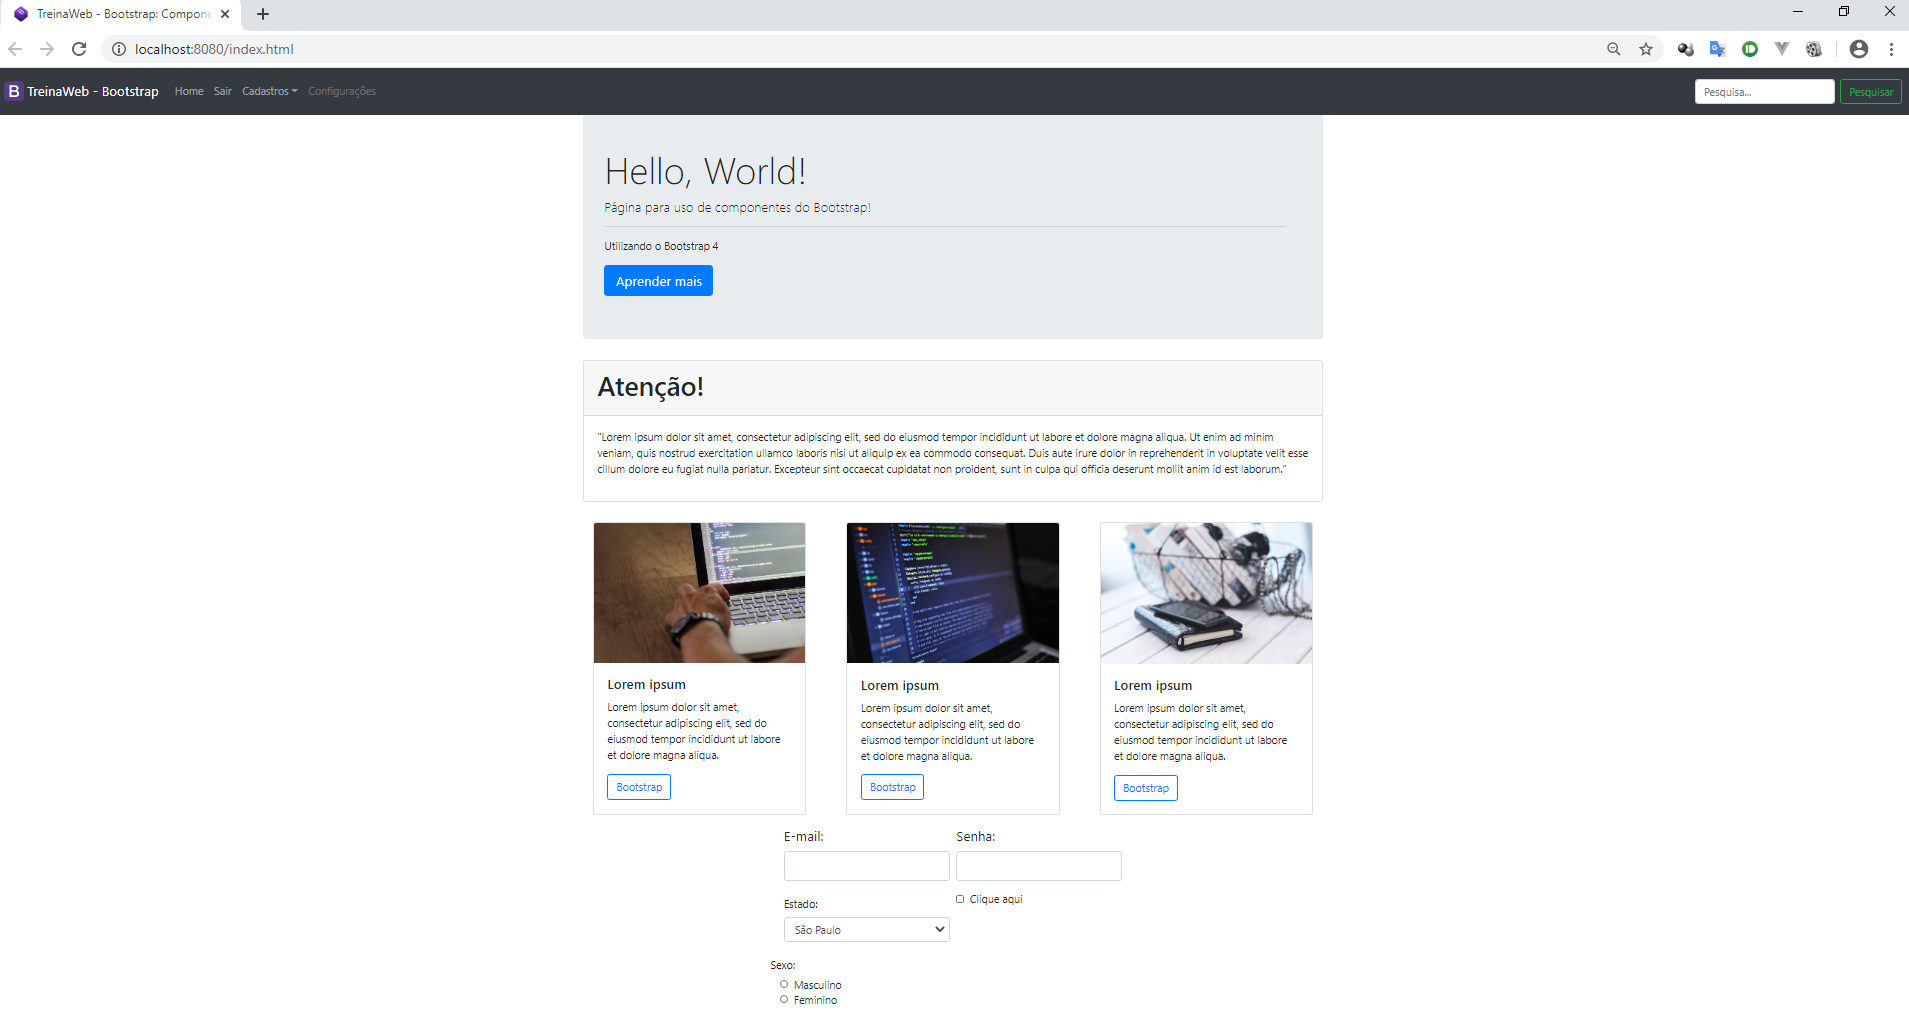 TreinaWeb - Bootstrap: Compone
localhost:8080/index.html
B TreinaWeb - Bootstrap Home Sair Cadastros Configurações Pesquisa... Pesquisar
Hello, World!
Página para uso de componentes do Bootstrap!
Utilizando o Bootstrap 4
Aprender mais
Atenção!
"Lorem ipsum dolor sit amet, consectetur adipiscing elit, sed do eiusmod tempor incididunt ut labore et dolore magna aliqua. Ut enim ad minim
veniam, quis nostrud exercitation ullamco laboris nisi ut aliquip ex ea commodo consequat. Duis aute irure dolor in reprehenderit in voluptate velit esse
cillum dolore eu fugiat nulla pariatur. Excepteur sint occaecat cupidatat non proident, sunt in culpa qui officia deserunt mollit anim id est laborum."
Lorem ipsum
Lorem ipsum dolor sit amet,
consectetur adipiscing elit, sed do
eiusmod tempor incididunt ut labore
et dolore magna aliqua.
Bootstrap
Lorem ipsum
Lorem ipsum dolor sit amet,
consectetur adipiscing elit, sed do
eiusmod tempor incididunt ut labore
et dolore magna aliqua.
Bootstrap
Lorem ipsum
Lorem ipsum dolor sit amet,
consectetur adipiscing elit, sed do
eiusmod tempor incididunt ut labore
et dolore magna aliqua.
Bootstrap
E-mail: Senha:
Clique aqui
Estado:
São Paulo
Sexo:
Masculino
Feminino